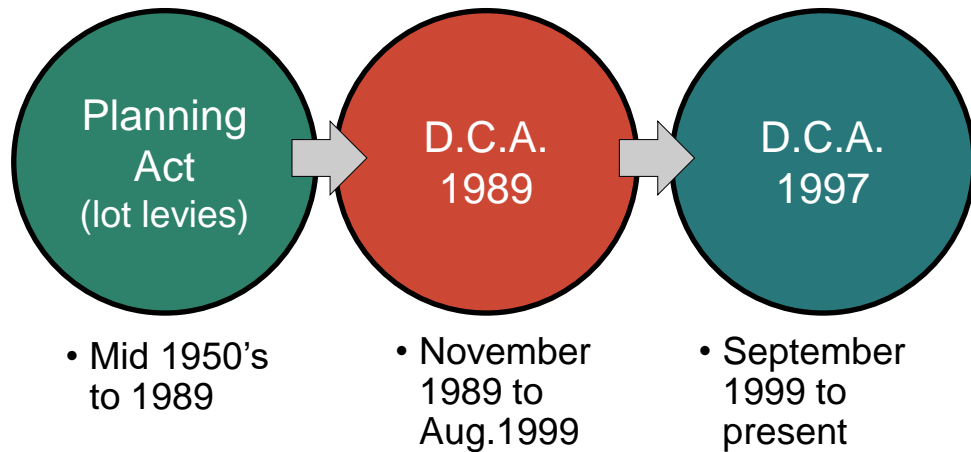 Planning
Act
(lot levies)
D.C.A.
1989
D.C.A.
1997
• Mid 1950's
to 1989
• November
1989 to
Aug.1999
• September
1999 to
present